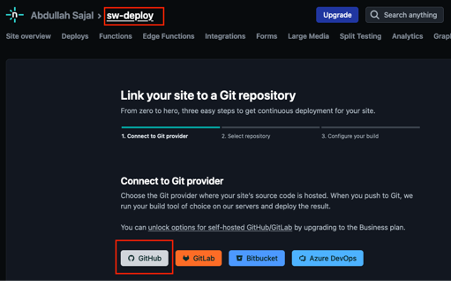 Abdullah Sajal > sw-deploy
Upgrade
Search anything
Site overview Deploys Functions Edge Functions Integrations Forms Large Media Split Testing Analytics
Link your site to a Git repository
From zero to hero, three easy steps to get continuous deployment for your site.
1. Connect to Git provider 2. Select repository 3. Configure your build
Connect to Git provider
Choose the Git provider where your site's source code is hosted. When you push to Git, we
run your build tool of choice on our servers and deploy the result.
You can unlock options for self-hosted GitHub/GitLab by upgrading to the Business plan.
GitHub GitLab Bitbucket Azure DevOps